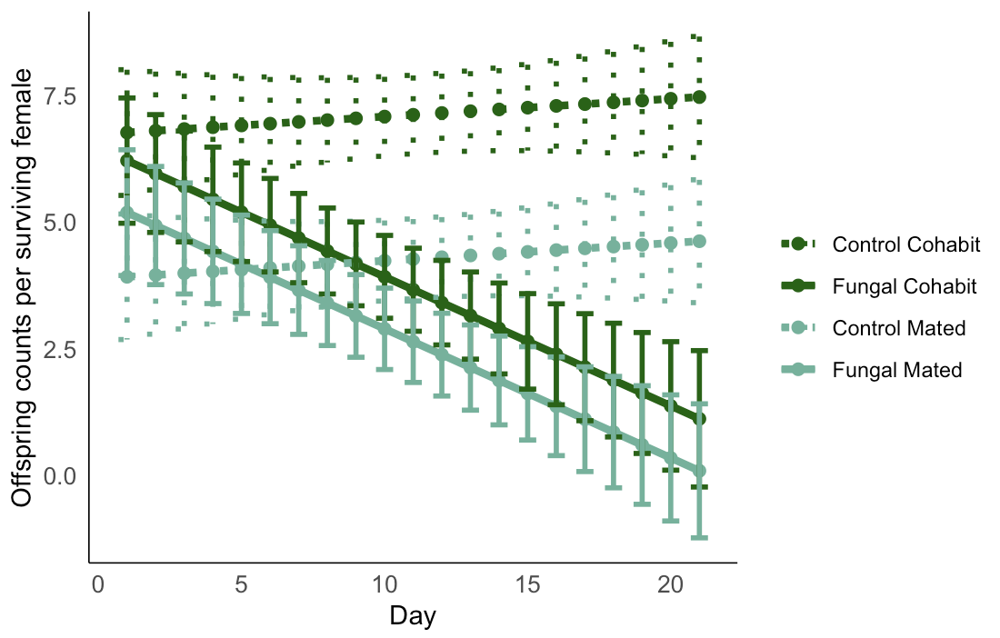 Offspring counts per surviving female
7.5
5.0
2.5
0.0
0 5 10 15 20
Day
Control Cohabit
Fungal Cohabit
Control Mated
Fungal Mated